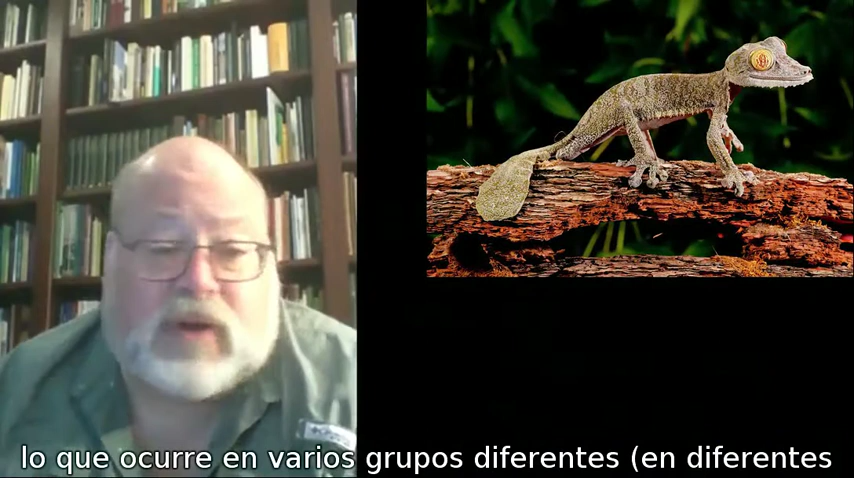 lo que ocurre en varios grupos diferentes (en diferentes